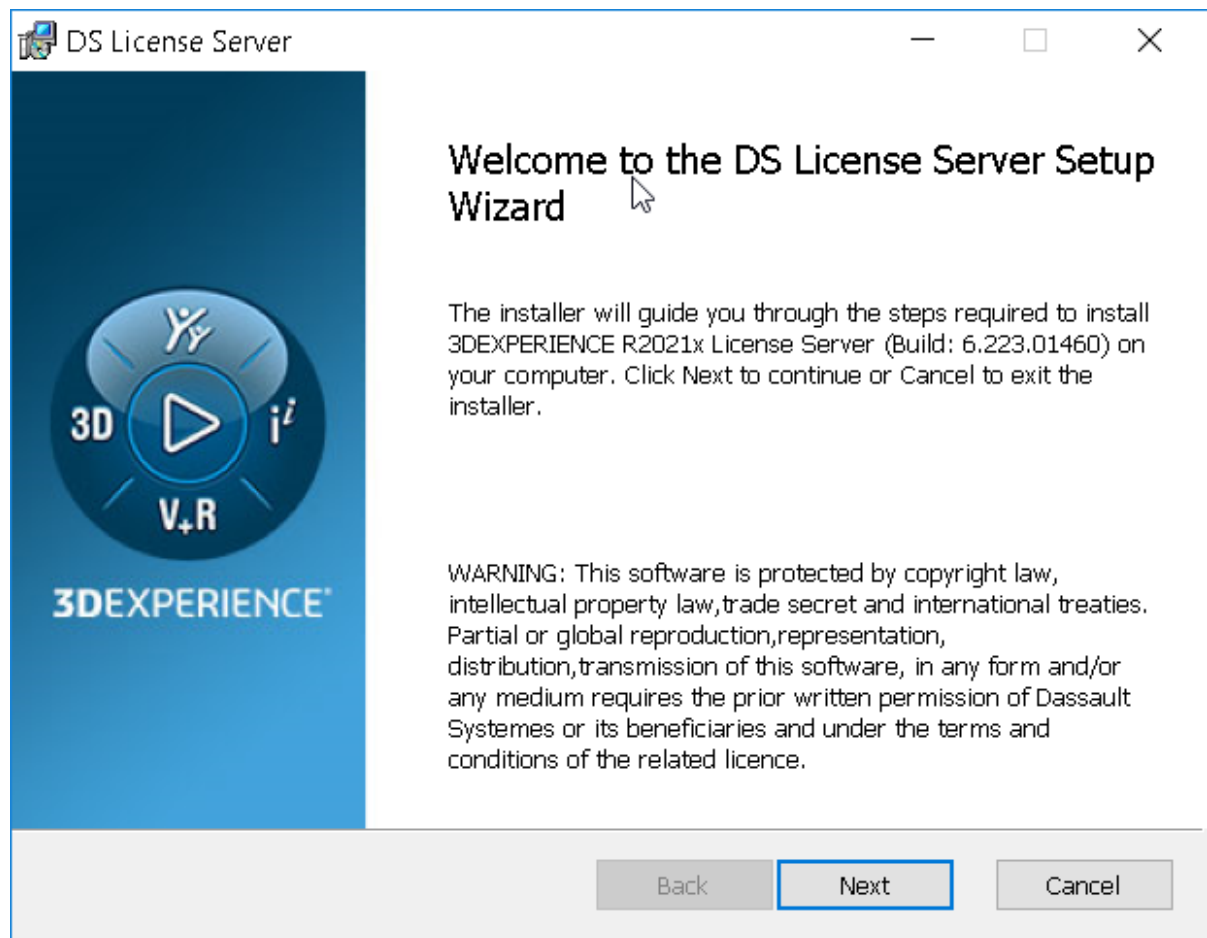 DS License Server
Welcome to the DS License Server Setup
Wizard
The installer will guide you through the steps required to install
3DEXPERIENCE R2021x License Server (Build: 6.223.01460) on
your computer. Click Next to continue or Cancel to exit the
installer.
3D
i²
V+R
3DEXPERIENCE®
WARNING: This software is protected by copyright law,
intellectual property law,trade secret and international treaties.
Partial or global reproduction,representation,
distribution,transmission of this software, in any form and/or
any medium requires the prior written permission of Dassault
Systemes or its beneficiaries and under the terms and
conditions of the related licence.
Back
Next
Cancel